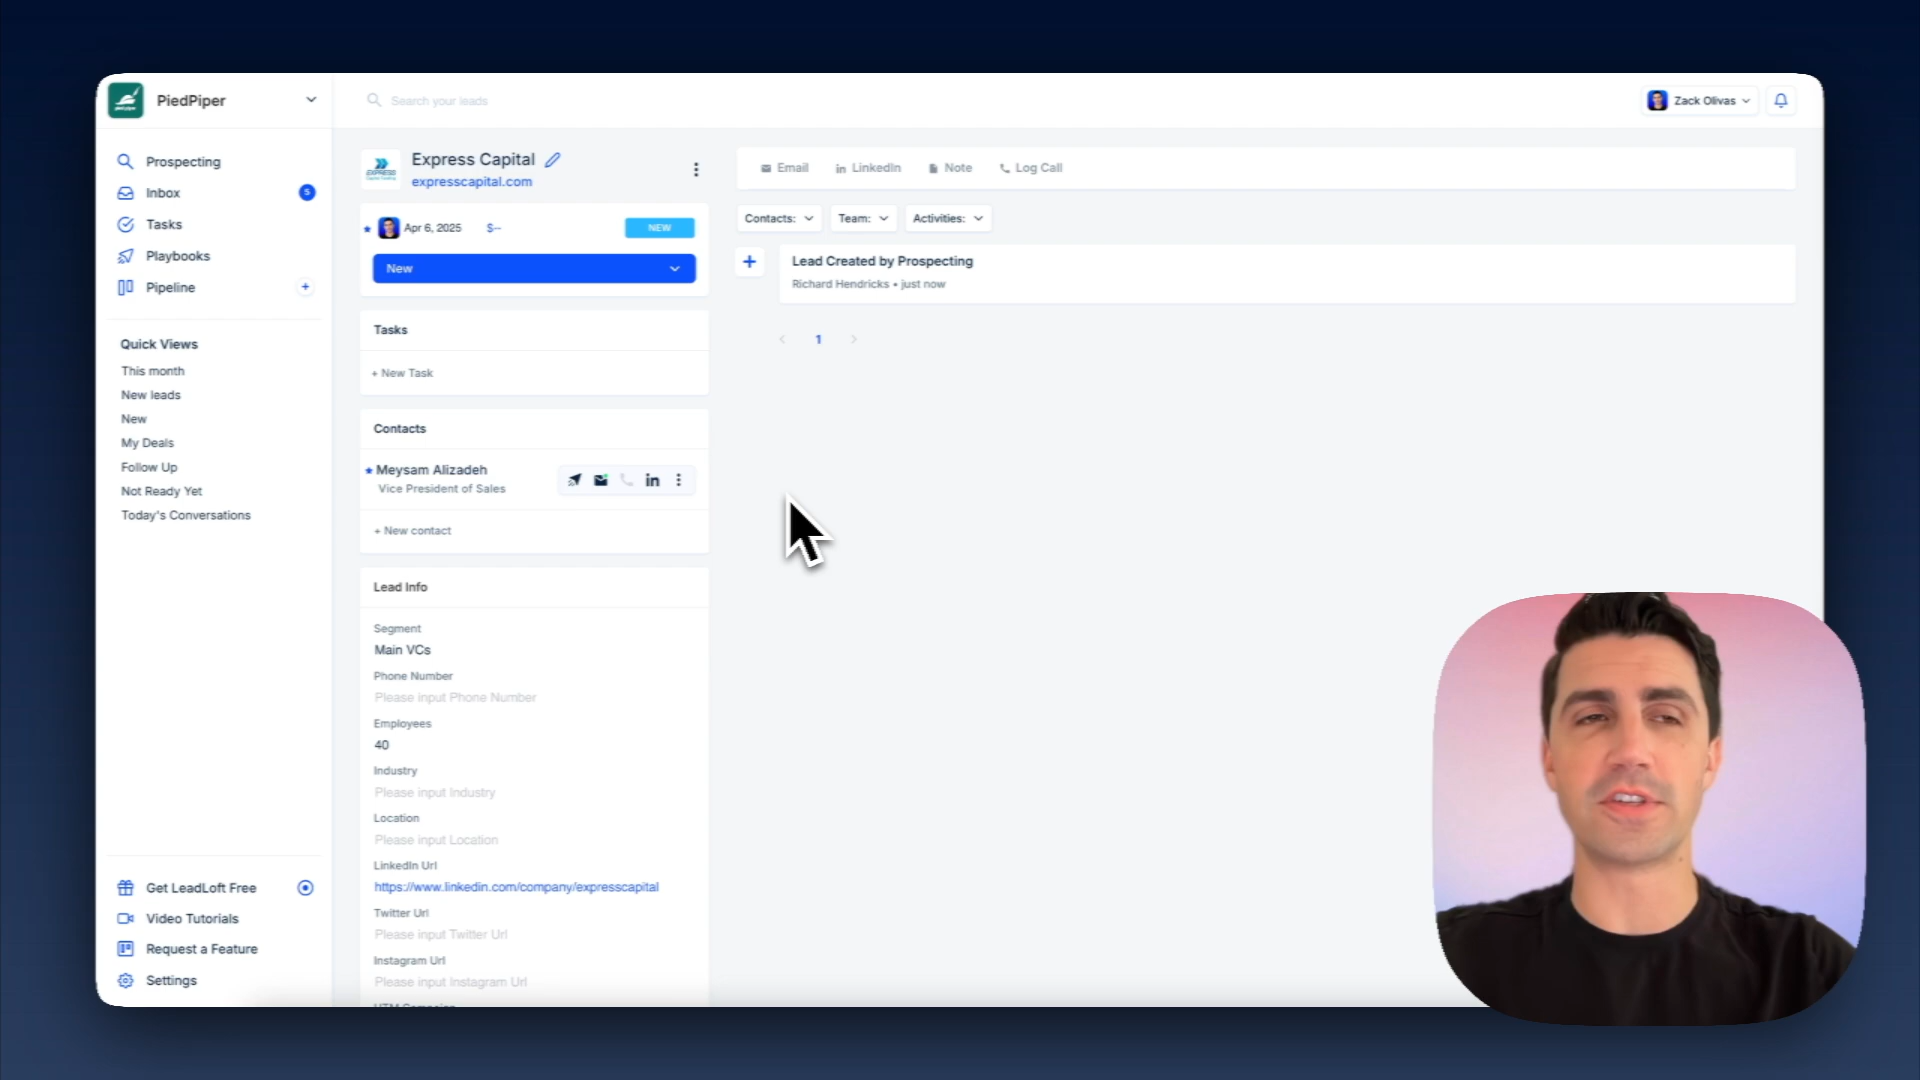 PiedPiper
Search your leads
Zack Olivas
Prospecting
Inbox
5
Tasks
Playbooks
Pipeline
+
Quick Views
This month
New leads
New
My Deals
Follow Up
Not Ready Yet
Today's Conversations
Get LeadLoft Free
Video Tutorials
Request a Feature
Settings
EXPRESS
Express Capital
expresscapital.com
Apr 6, 2025
$--
NEW
New
Tasks
+ New Task
Contacts
Meysam Alizadeh
Vice President of Sales
in
+ New contact
Lead Info
Segment
Main VCs
Phone Number
Please input Phone Number
Employees
40
Industry
Please input Industry
Location
Please input Location
LinkedIn Url
https://www.linkedin.com/company/expresscapital
Twitter Url
Please input Twitter Url
Instagram Url
Please input Instagram Url
Email
in LinkedIn
Note
Log Call
Contacts:
Team:
Activities:
+
Lead Created by Prospecting
Richard Hendricks • just now
< 1 >